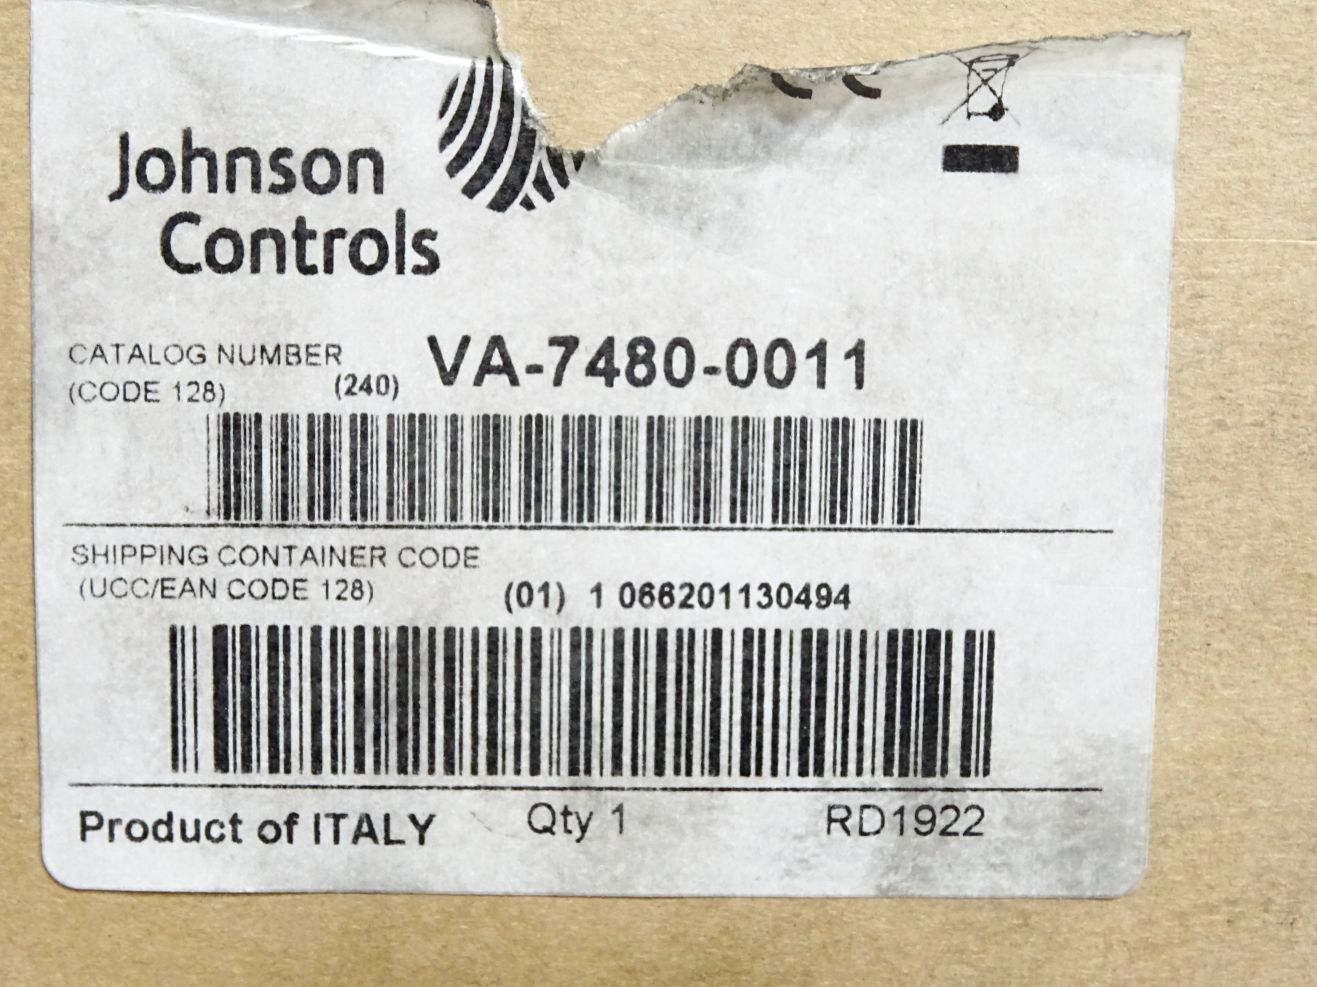 Johnson
Controls
CATALOG NUMBER
(CODE 128)
(240) VA-7480-0011
SHIPPING CONTAINER CODE
(UCC/EAN CODE 128)
(01) 1 066201130494
Product of ITALY
Qty 1
RD1922